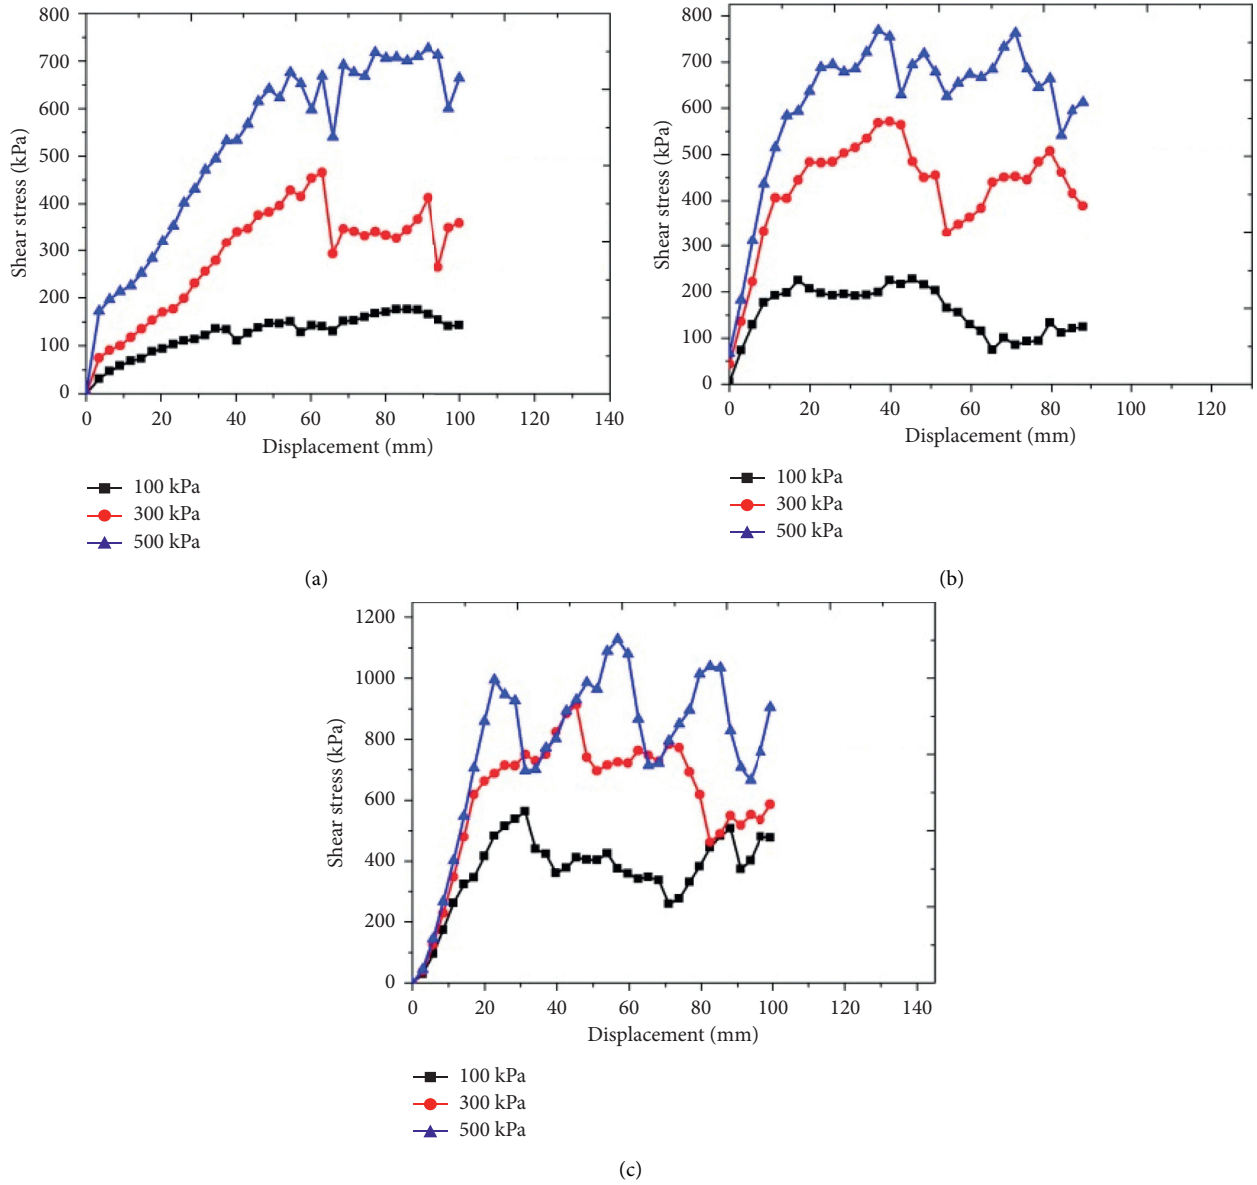 800
700
600
500
400
300
200
100
0
Shear stress (kPa)
0 20 40 60 80 100 120 140
Displacement (mm)
100 kPa
300 kPa
500 kPa
(a)
800
700
600
500
400
300
200
100
0
Shear stress (kPa)
0 20 40 60 80 100 120
Displacement (mm)
100 kPa
300 kPa
500 kPa
(b)
1200
1000
800
600
400
200
0
Shear stress (kPa)
0 20 40 60 80 100 120 140
Displacement (mm)
100 kPa
300 kPa
500 kPa
(c)